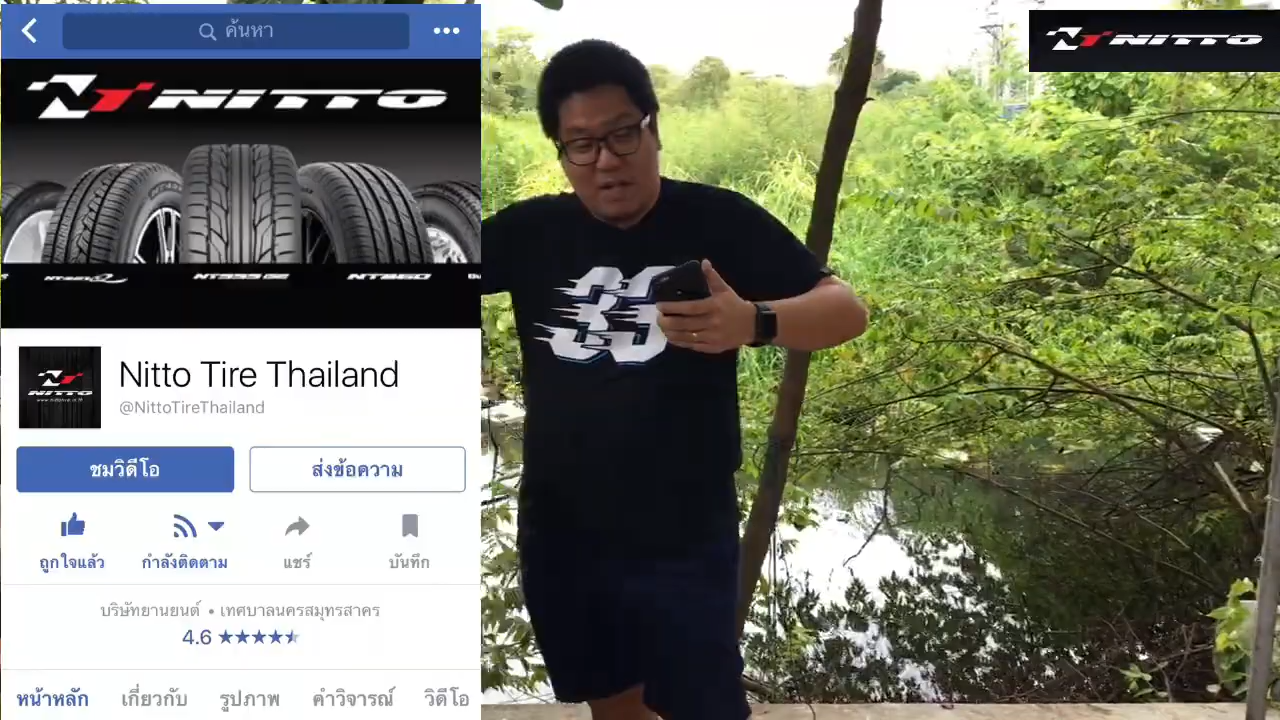 ค้นหา
NITTO
NT555 G2
NT860
Nitto Tire Thailand
@NittoTireThailand
NITTO
ชมวิดีโอ
ส่งข้อความ
ถูกใจแล้ว
กำลังติดตาม
แชร์
บันทึก
บริษัทยานยนต์ • เทศบาลนครสมุทรสาคร
4.6
หน้าหลัก
เกี่ยวกับ
รูปภาพ
คำวิจารณ์
วิดีโอ
NITTO